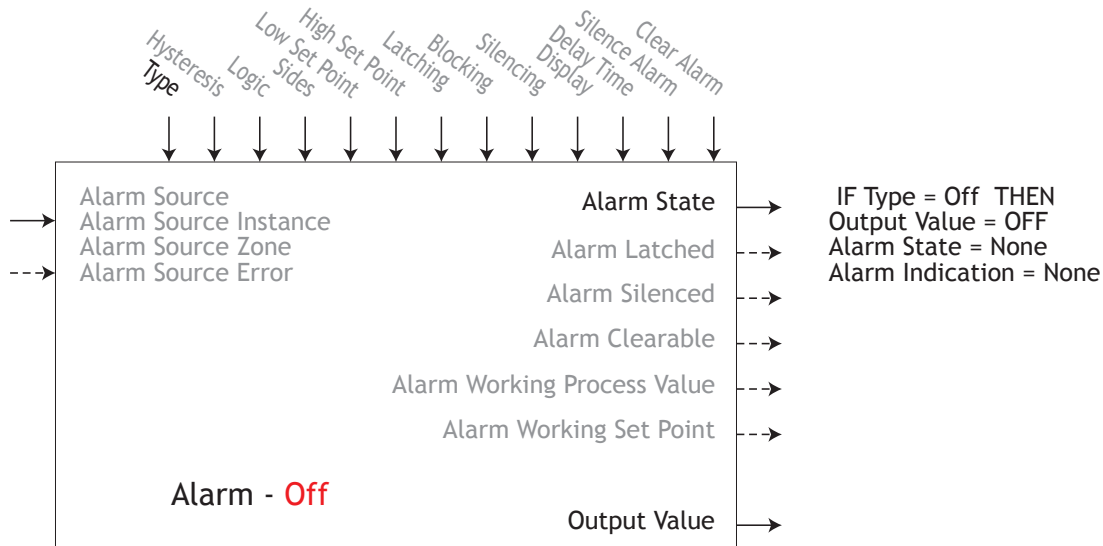 Type
Hysteresis
Logic
Sides
Low Set Point
High Set Point
Latching
Blocking
Silencing
Display
Delay Time
Silence Alarm
Clear Alarm
Alarm Source
Alarm Source Instance
Alarm Source Zone
Alarm Source Error
Alarm State
Alarm Latched
Alarm Silenced
Alarm Clearable
Alarm Working Process Value
Alarm Working Set Point
Alarm - Off
Output Value
IF Type = Off THEN
Output Value = OFF
Alarm State = None
Alarm Indication = None